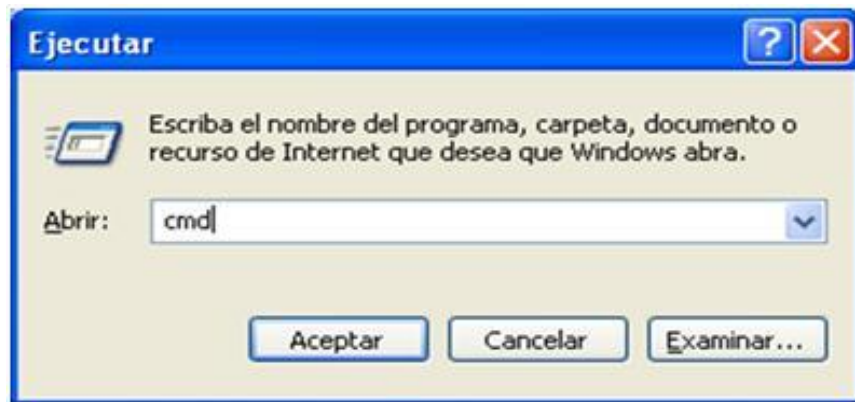 Ejecutar
?
Escriba el nombre del programa, carpeta, documento o
recurso de Internet que desea que Windows abra.
Abrir: cmd
Aceptar Cancelar Examinar...